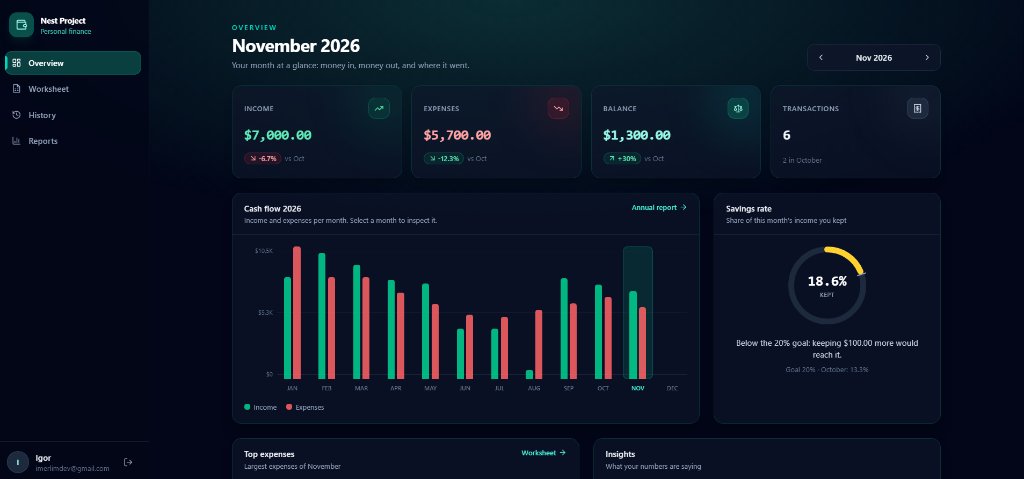 Nest Project
Personal finance
Overview
Worksheet
History
Reports
Igor
imerlimdev@gmail.com
OVERVIEW
November 2026
Your month at a glance: money in, money out, and where it went.
Nov 2026
INCOME
$7,000.00
-6.7% vs Oct
EXPENSES
$5,700.00
-12.3% vs Oct
BALANCE
$1,300.00
+30% vs Oct
TRANSACTIONS
6
2 in October
Cash flow 2026
Income and expenses per month. Select a month to inspect it.
Annual report
$10.5K
$5.3K
$0
JAN FEB MAR APR MAY JUN JUL AUG SEP OCT NOV DEC
Income Expenses
Savings rate
Share of this month's income you kept
18.6%
KEPT
Below the 20% goal: keeping $100.00 more would
reach it.
Goal 20% · October: 13.3%
Top expenses
Largest expenses of November
Worksheet
Insights
What your numbers are saying